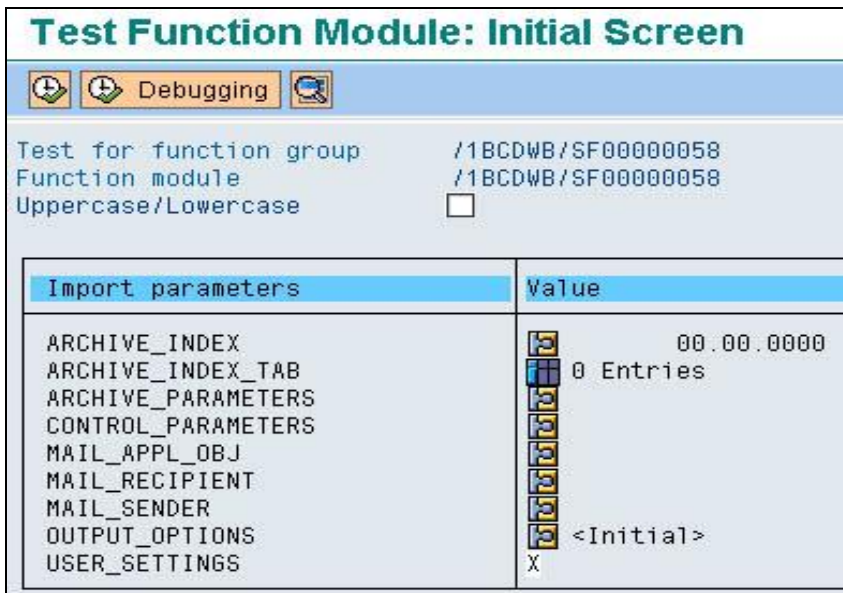 Test Function Module: Initial Screen
Debugging
Test for function group /1BCDWB/SF00000058
Function module /1BCDWB/SF00000058
Uppercase/Lowercase
Import parameters Value
ARCHIVE_INDEX 00.00.0000
ARCHIVE_INDEX_TAB 0 Entries
ARCHIVE_PARAMETERS
CONTROL_PARAMETERS
MAIL_APPL_OBJ
MAIL_RECIPIENT
MAIL_SENDER
OUTPUT_OPTIONS <Initial>
USER_SETTINGS X